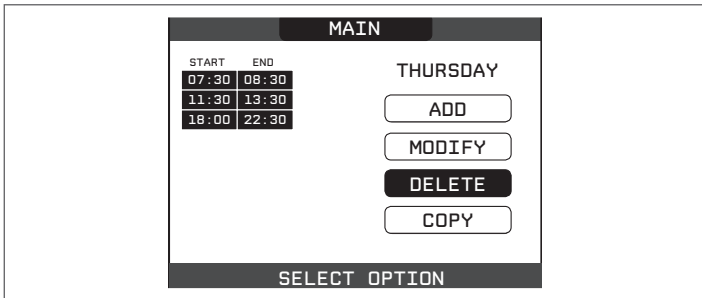 MAIN
START END
07:30 08:30
11:30 13:30
18:00 22:30
THURSDAY
ADD
MODIFY
DELETE
COPY
SELECT OPTION